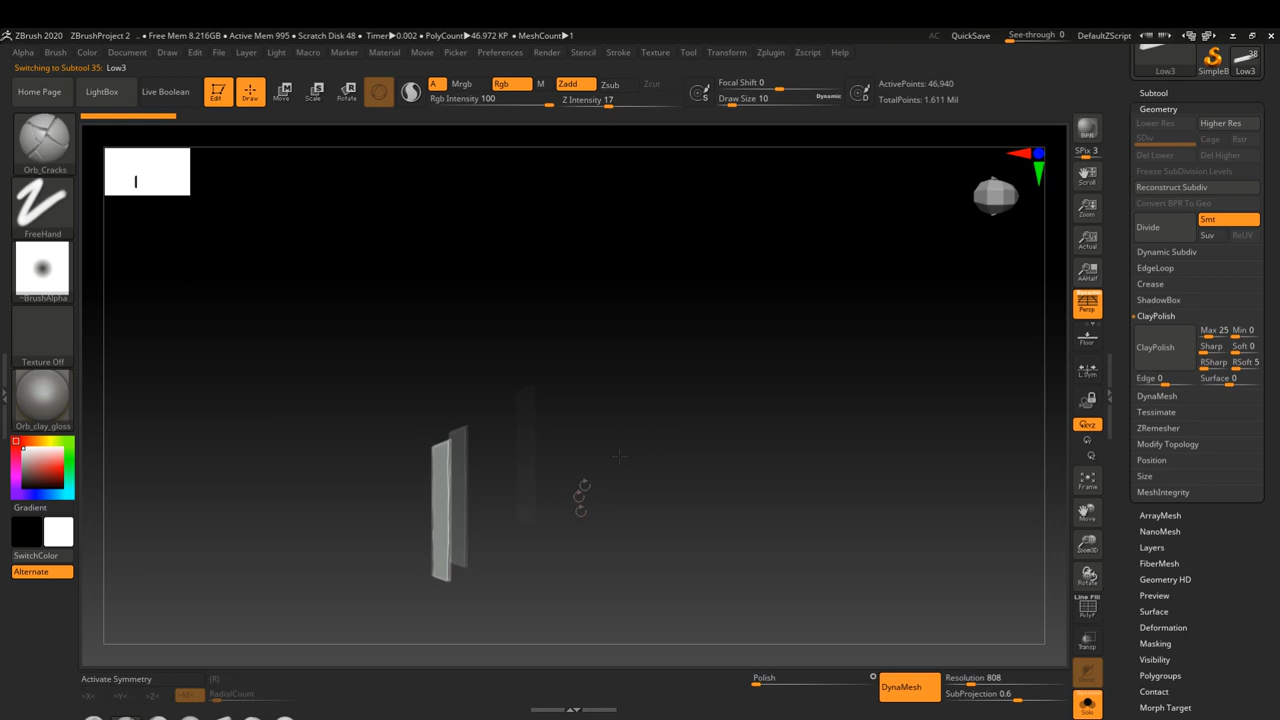 ZBrush 2020 ZBrushProject 2 .. • Free Mem 8.216GB • Active Mem 995 • Scratch Disk 48 • Timer▶0.002 • PolyCount▶46.972 KP • MeshCount▶1 AC QuickSave See-through 0 DefaultZScript
Alpha Brush Color Document Draw Edit File Layer Light Macro Marker Material Movie Picker Preferences Render Stencil Stroke Texture Tool Transform Zplugin Zscript Help
Switching to Subtool 35: Low3
Home Page LightBox Live Boolean Edit Draw Move Scale Rotate
A Mrgb Rgb M Zadd Zsub Zcut
Rgb Intensity 100 Z Intensity 17
S Focal Shift 0
Draw Size 10 Dynamic D
ActivePoints: 46,940
TotalPoints: 1.611 Mil
Orb_Cracks
FreeHand
~BrushAlpha
Texture Off
Orb_clay_gloss
Gradient
SwitchColor
Alternate
BPR
SPix 3
Scroll
Zoom
Actual
AAHalf
Dynamic
Persp
Floor
L.Sym
XYZ
Frame
Move
Zoom3D
Rotate
Line Fill
PolyF
Transp
Solo
38
Low3 SimpleB Low3
Subtool
Geometry
Lower Res Higher Res
SDiv Cage Rstr
Del Lower Del Higher
Freeze SubDivision Levels
Reconstruct Subdiv
Convert BPR To Geo
Divide Smt
Suv ReUV
Dynamic Subdiv
EdgeLoop
Crease
ShadowBox
ClayPolish
Max 25 Min 0
ClayPolish Sharp Soft 0
RSharp RSoft 5
Edge 0 Surface 0
DynaMesh
Tessimate
ZRemesher
Modify Topology
Position
Size
MeshIntegrity
ArrayMesh
NanoMesh
Layers
FiberMesh
Geometry HD
Preview
Surface
Deformation
Masking
Visibility
Polygroups
Contact
Morph Target
Activate Symmetry (R)
>X< >Y< >Z< >M< RadialCount
Polish DynaMesh Resolution 808
SubProjection 0.6